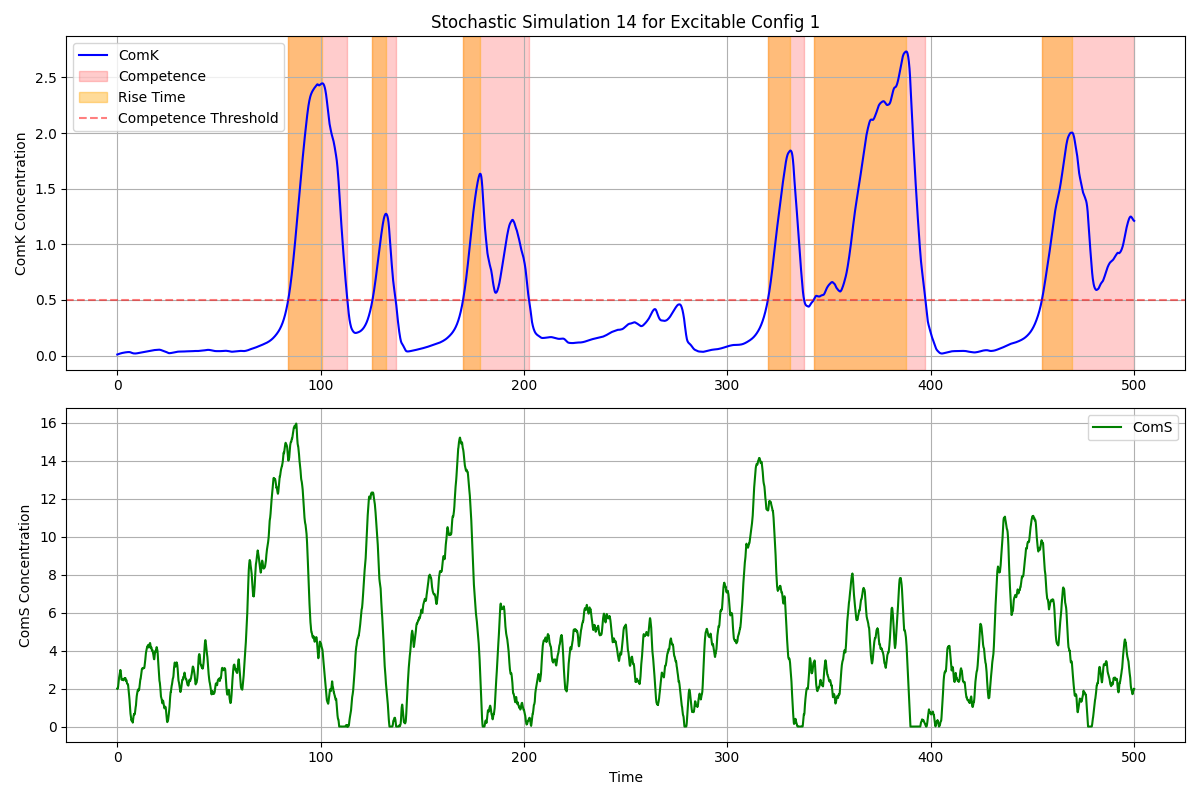 Stochastic Simulation 14 for Excitable Config 1
ComK
Competence
Rise Time
Competence Threshold
ComK Concentration
2.5
2.0
1.5
1.0
0.5
0.0
0 100 200 300 400 500
ComS
ComS Concentration
16
14
12
10
8
6
4
2
0
0 100 200 300 400 500
Time